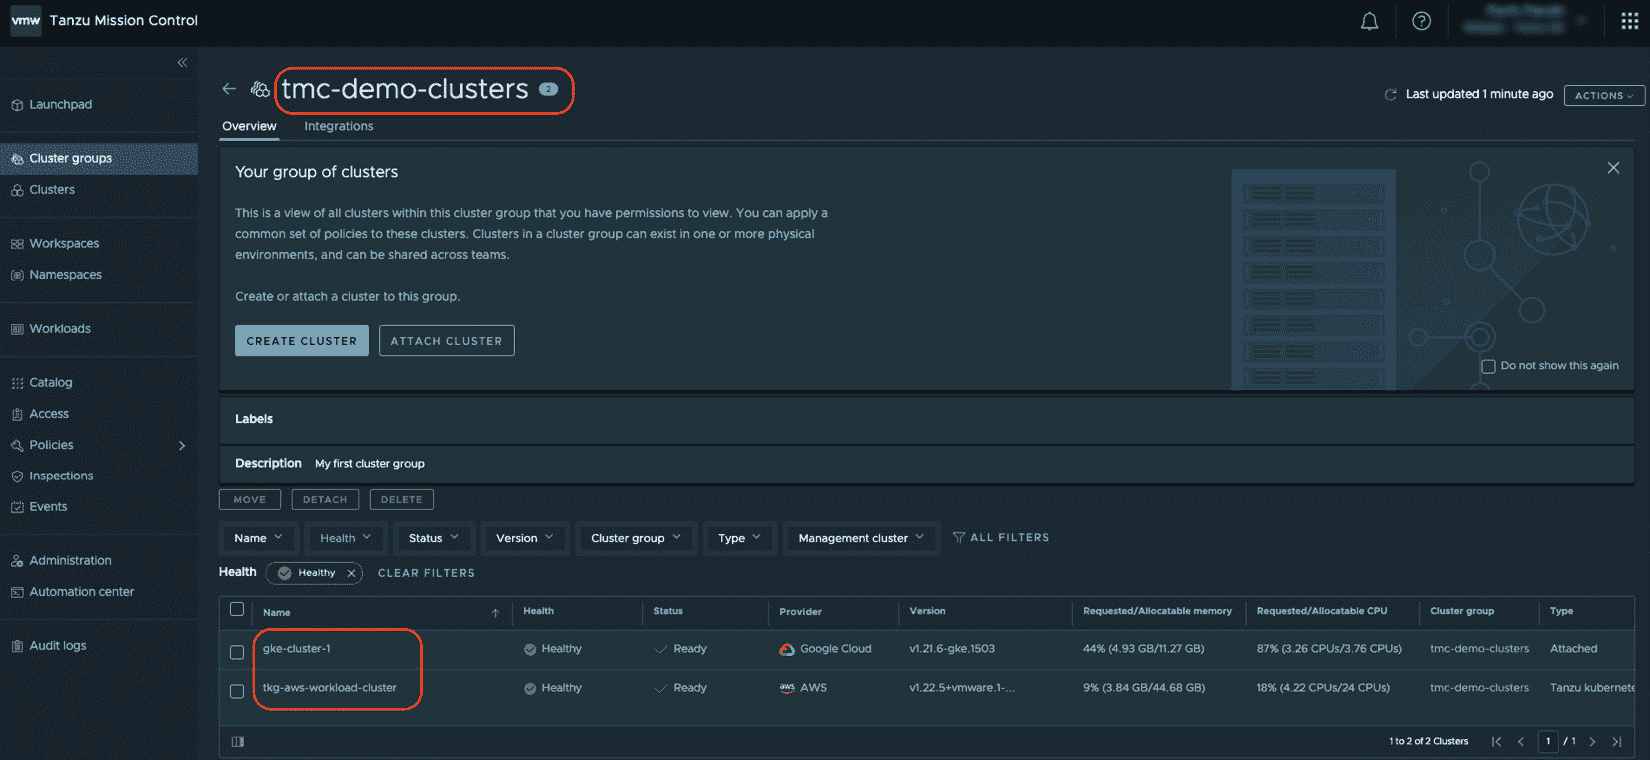 vmw Tanzu Mission Control
Launchpad
Cluster groups
Clusters
Workspaces
Namespaces
Workloads
Catalog
Access
Policies
Inspections
Events
Administration
Automation center
Audit logs
tmc-demo-clusters 2
Last updated 1 minute ago ACTIONS
Overview Integrations
Your group of clusters
This is a view of all clusters within this cluster group that you have permissions to view. You can apply a
common set of policies to these clusters. Clusters in a cluster group can exist in one or more physical
environments, and can be shared across teams.
Create or attach a cluster to this group.
CREATE CLUSTER ATTACH CLUSTER
Do not show this again
Labels
Description My first cluster group
MOVE DETACH DELETE
Name Health Status Version Cluster group Type Management cluster ALL FILTERS
Health Healthy CLEAR FILTERS
Name Health Status Provider Version Requested/Allocatable memory Requested/Allocatable CPU Cluster group Type
gke-cluster-1 Healthy Ready Google Cloud v1.21.6-gke.1503 44% (4.93 GB/11.27 GB) 87% (3.26 CPUs/3.76 CPUs) tmc-demo-clusters Attached
tkg-aws-workload-cluster Healthy Ready aws AWS v1.22.5+vmware.1-... 9% (3.84 GB/44.68 GB) 18% (4.22 CPUs/24 CPUs) tmc-demo-clusters Tanzu kubernete
1 to 2 of 2 Clusters 1 / 1